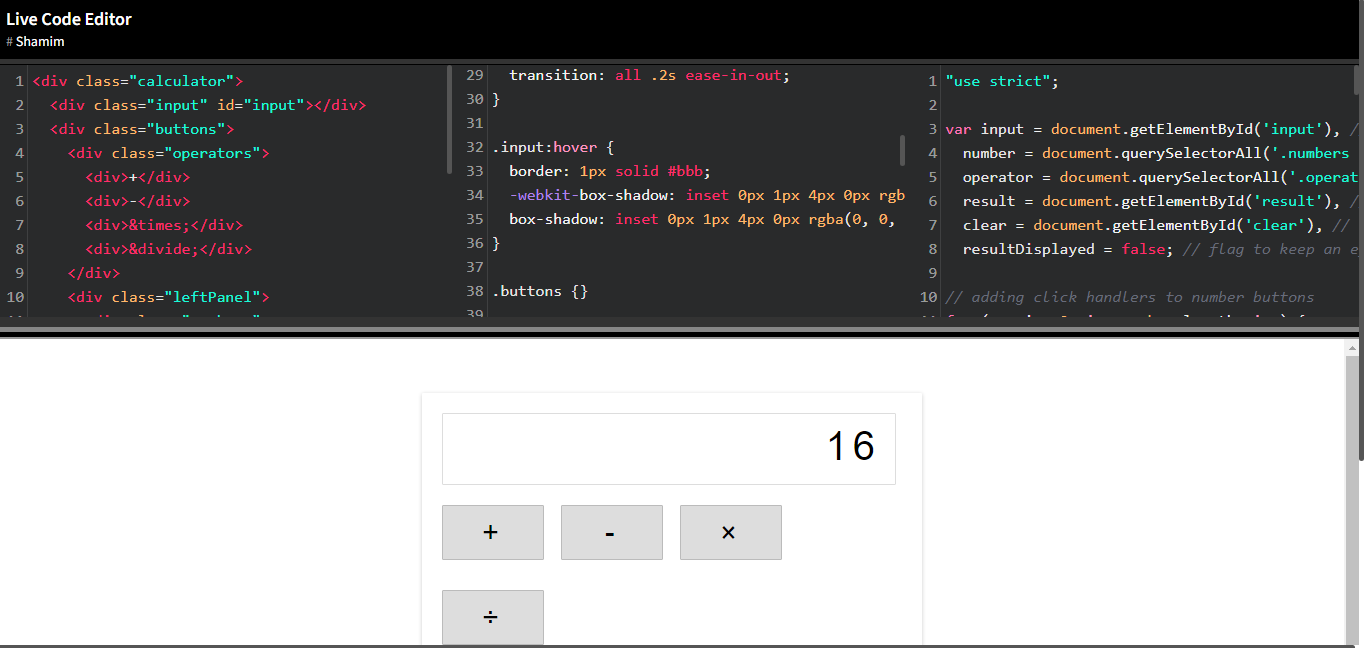 Live Code Editor
# Shamim
1 <div class="calculator">
2 <div class="input" id="input"></div>
3 <div class="buttons">
4 <div class="operators">
5 <div>+</div>
6 <div>-</div>
7 <div>&times;</div>
8 <div>&divide;</div>
9 </div>
10 <div class="leftPanel">
29 transition: all .2s ease-in-out;
30 }
31
32 .input:hover {
33 border: 1px solid #bbb;
34 -webkit-box-shadow: inset 0px 1px 4px 0px rgb
35 box-shadow: inset 0px 1px 4px 0px rgba(0, 0,
36 }
37
38 .buttons {}
39
1 "use strict";
2
3 var input = document.getElementById('input'), /
4 number = document.querySelectorAll('.numbers
5 operator = document.querySelectorAll('.operat
6 result = document.getElementById('result'), /
7 clear = document.getElementById('clear'), //
8 resultDisplayed = false; // flag to keep an e
9
10 // adding click handlers to number buttons
16
+ - ×
÷